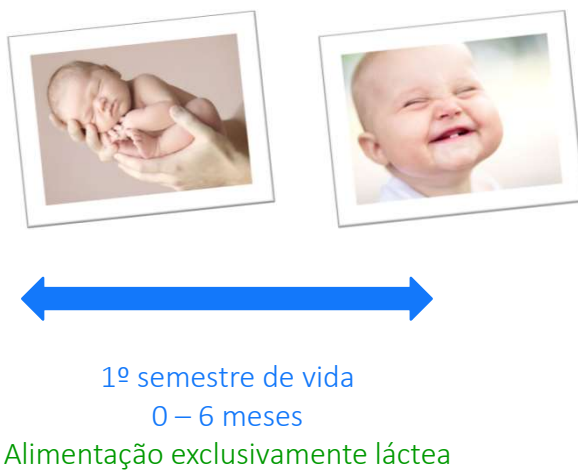 1º semestre de vida
0 – 6 meses
Alimentação exclusivamente láctea